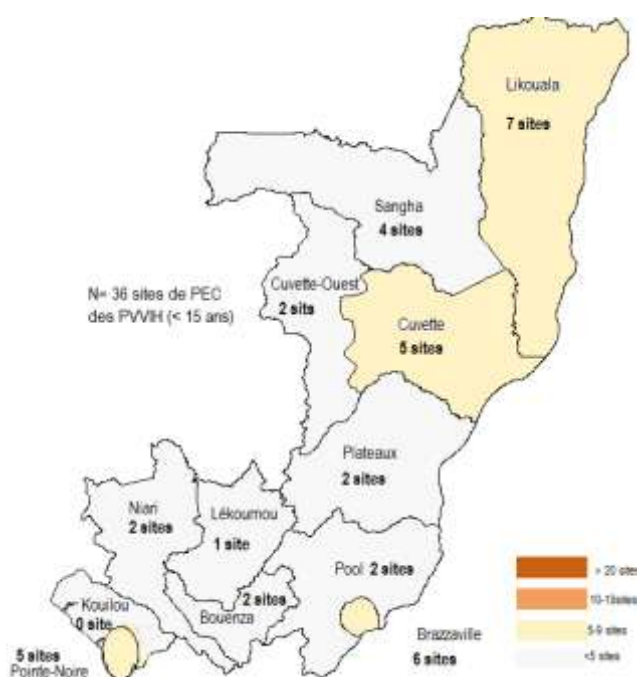 Likouala
7 sites
Sangha
4 sites
N= 36 sites de PEC
des PVVIH (< 15 ans)
Cuvette-Ouest
2 sits
Cuvette
5 sites
Plateaux
2 sites
Niari
2 sites
Lékoumou
1 site
Pool 2 sites
2 sites
Bouenza
Kouilou
0 site
5 sites
Pointe-Noire
Brazzaville
6 sites
> 20 sites
10-19sites
5-9 sites
<5 sites